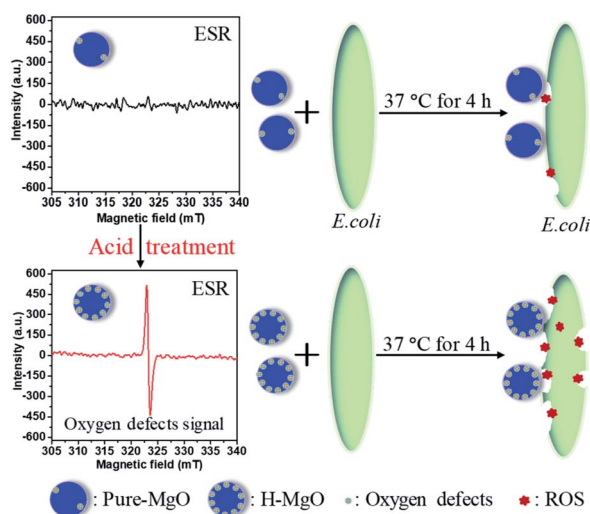 ESR
Intensity (a.u.)
600
450
300
150
0
-150
-300
-450
-600
305 310 315 320 325 330 335 340
Magnetic field (mT)
+
E.coli
37 °C for 4 h
E.coli
Acid treatment
ESR
Intensity (a.u.)
600
450
300
150
0
-150
-300
-450
-600
Oxygen defects signal
305 310 315 320 325 330 335 340
Magnetic field (mT)
+
37 °C for 4 h
: Pure-MgO : H-MgO : Oxygen defects : ROS